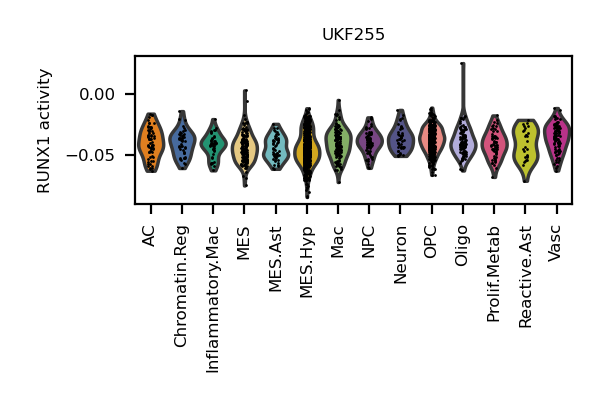 UKF255
RUNX1 activity
0.00
−0.05
AC
Chromatin.Reg
Inflammatory.Mac
MES
MES.Ast
MES.Hyp
Mac
NPC
Neuron
OPC
Oligo
Prolif.Metab
Reactive.Ast
Vasc